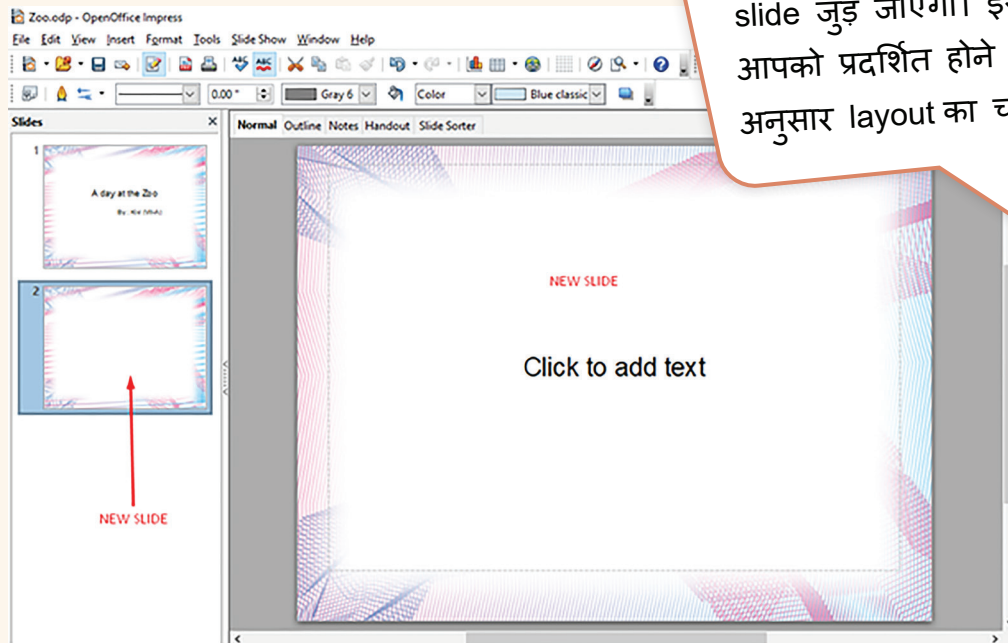 Zoo.odp - OpenOffice Impress
File Edit View Insert Format Tools Slide Show Window Help
0.00" Gray 6 Color Blue classic
Slides
Normal Outline Notes Handout Slide Sorter
1
A day at the Zoo
By :
2
NEW SLIDE
NEW SLIDE
Click to add text
slide जुड़ जाएगा।
आपको प्रदर्शित होने
अनुसार layout का